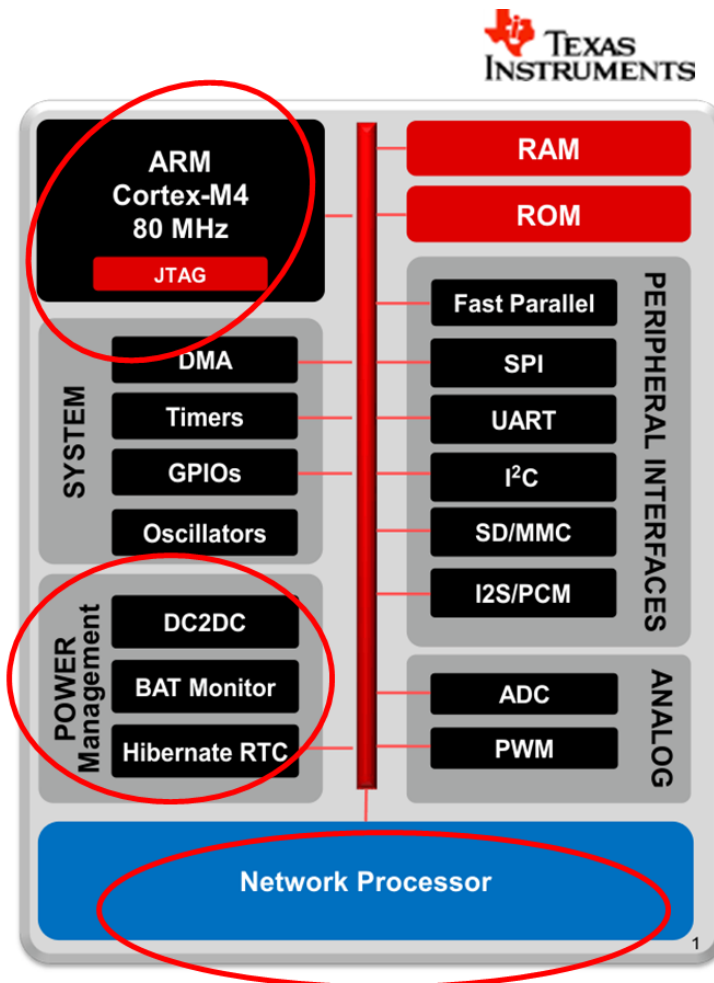 TEXAS
INSTRUMENTS
ARM
Cortex-M4
80 MHz
JTAG
SYSTEM
DMA
Timers
GPIOs
Oscillators
POWER
Management
DC2DC
BAT Monitor
Hibernate RTC
RAM
ROM
PERIPHERAL INTERFACES
Fast Parallel
SPI
UART
I²C
SD/MMC
I2S/PCM
ANALOG
ADC
PWM
Network Processor
1